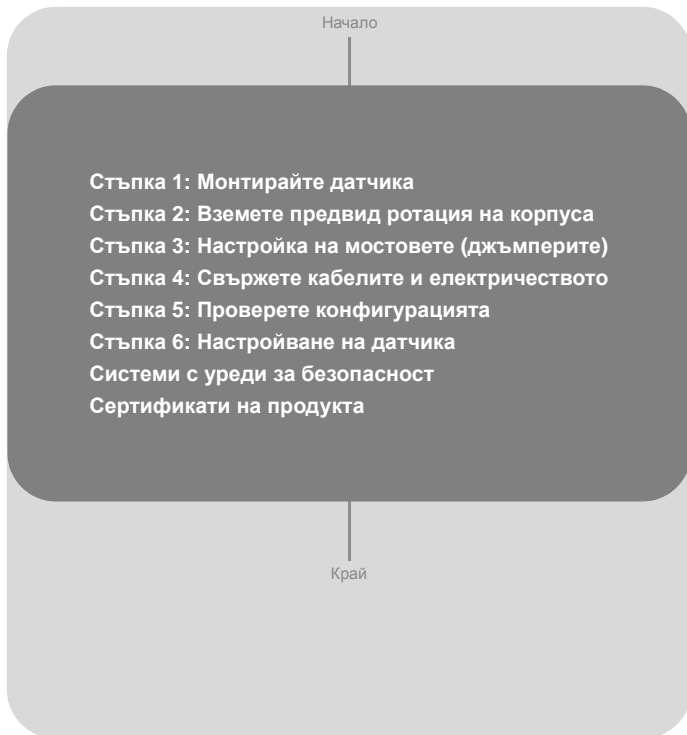 Начало
Стъпка 1: Монтирайте датчика
Стъпка 2: Вземете предвид ротация на корпуса
Стъпка 3: Настройка на мостовете (джъмперите)
Стъпка 4: Свържете кабелите и електричеството
Стъпка 5: Проверете конфигурацията
Стъпка 6: Настройване на датчика
Системи с уреди за безопасност
Сертификати на продукта
Край